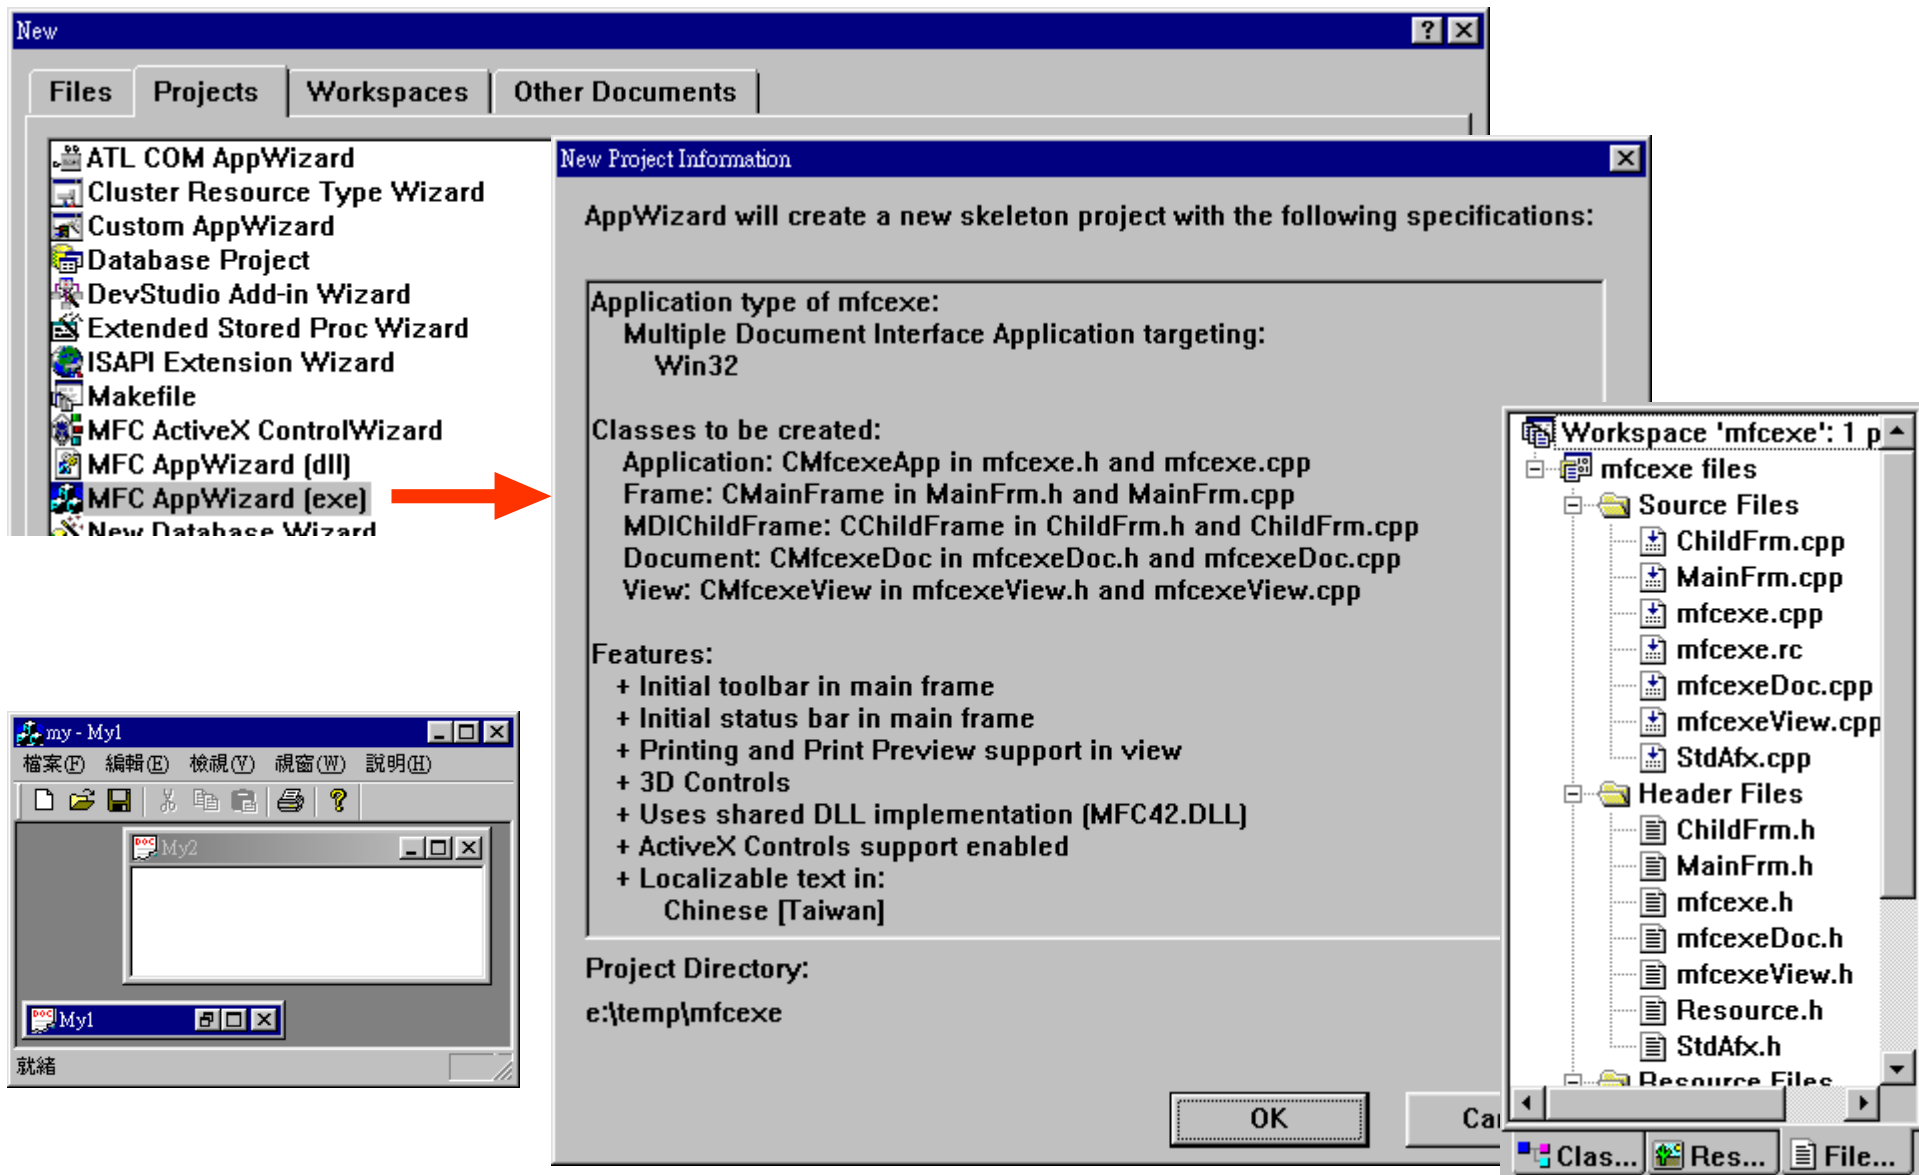 New
Files
Projects
Workspaces
Other Documents
ATL COM AppWizard
Cluster Resource Type Wizard
Custom AppWizard
Database Project
DevStudio Add-in Wizard
Extended Stored Proc Wizard
ISAPI Extension Wizard
Makefile
MFC ActiveX ControlWizard
MFC AppWizard (dll)
MFC AppWizard (exe)
New Database Wizard
New Project Information
AppWizard will create a new skeleton project with the following specifications:
Application type of mfcexe:
Multiple Document Interface Application targeting:
Win32
Classes to be created:
Application: CMfcexeApp in mfcexe.h and mfcexe.cpp
Frame: CMainFrame in MainFrm.h and MainFrm.cpp
MDIChildFrame: CChildFrame in ChildFrm.h and ChildFrm.cpp
Document: CMfcexeDoc in mfcexeDoc.h and mfcexeDoc.cpp
View: CMfcexeView in mfcexeView.h and mfcexeView.cpp
Features:
+ Initial toolbar in main frame
+ Initial status bar in main frame
+ Printing and Print Preview support in view
+ 3D Controls
+ Uses shared DLL implementation (MFC42.DLL)
+ ActiveX Controls support enabled
+ Localizable text in:
Chinese [Taiwan]
Project Directory:
e:\temp\mfcexe
OK
Workspace 'mfcexe': 1 p
mfcexe files
Source Files
ChildFrm.cpp
MainFrm.cpp
mfcexe.cpp
mfcexe.rc
mfcexeDoc.cpp
mfcexeView.cpp
StdAfx.cpp
Header Files
ChildFrm.h
MainFrm.h
mfcexe.h
mfcexeDoc.h
mfcexeView.h
Resource.h
StdAfx.h
Resource Files
Clas...
Res...
File...
my - My1
檔案(F) 編輯(E) 檢視(V) 視窗(W) 說明(H)
DOC My2
DOC My1
就緒